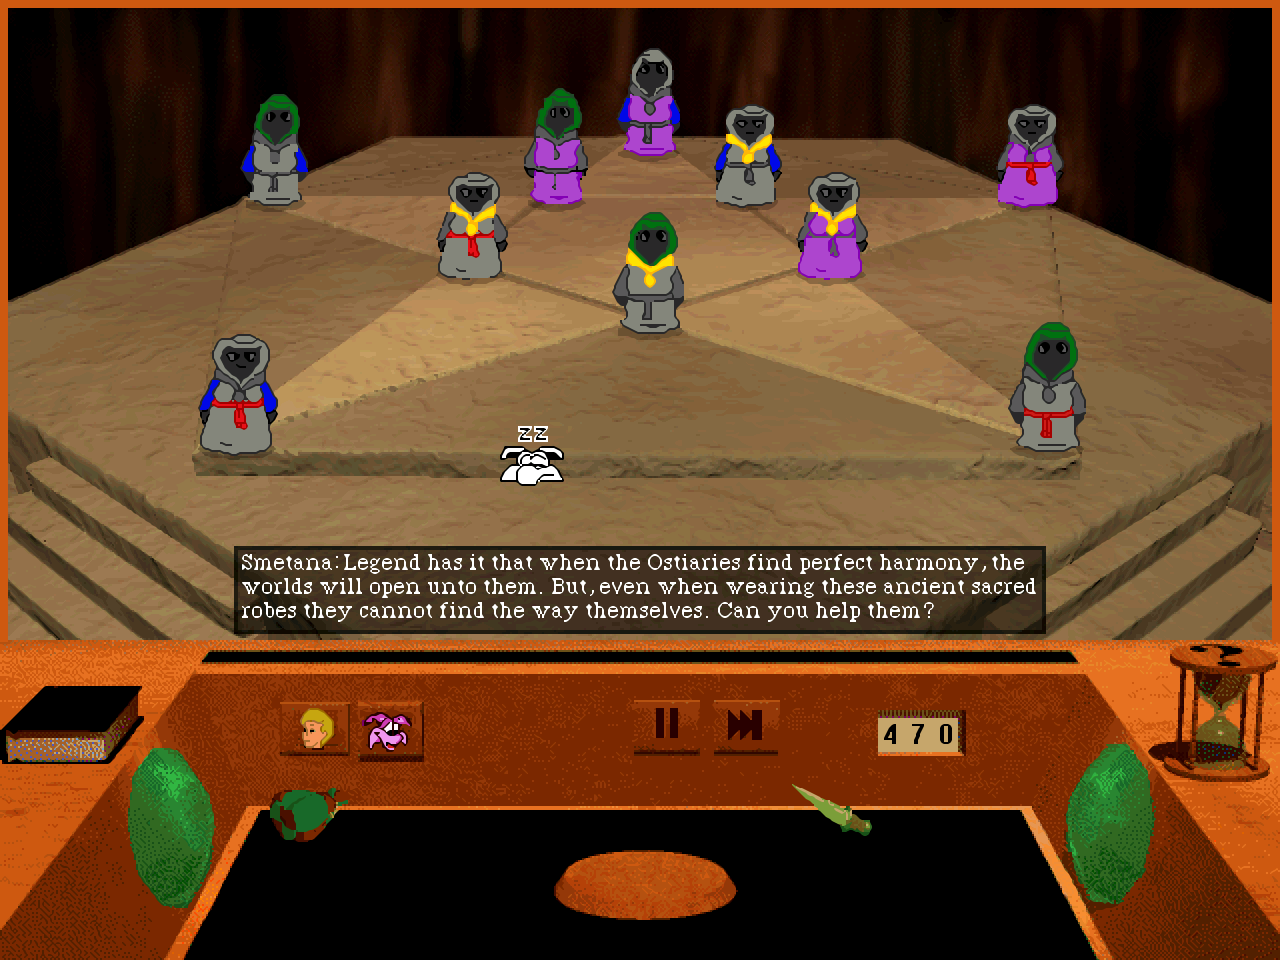 zz
Smetana: Legend has it that when the Ostiaries find perfect harmony, the
worlds will open unto them. But, even when wearing these ancient sacred
robes they cannot find the way themselves. Can you help them?
470
?